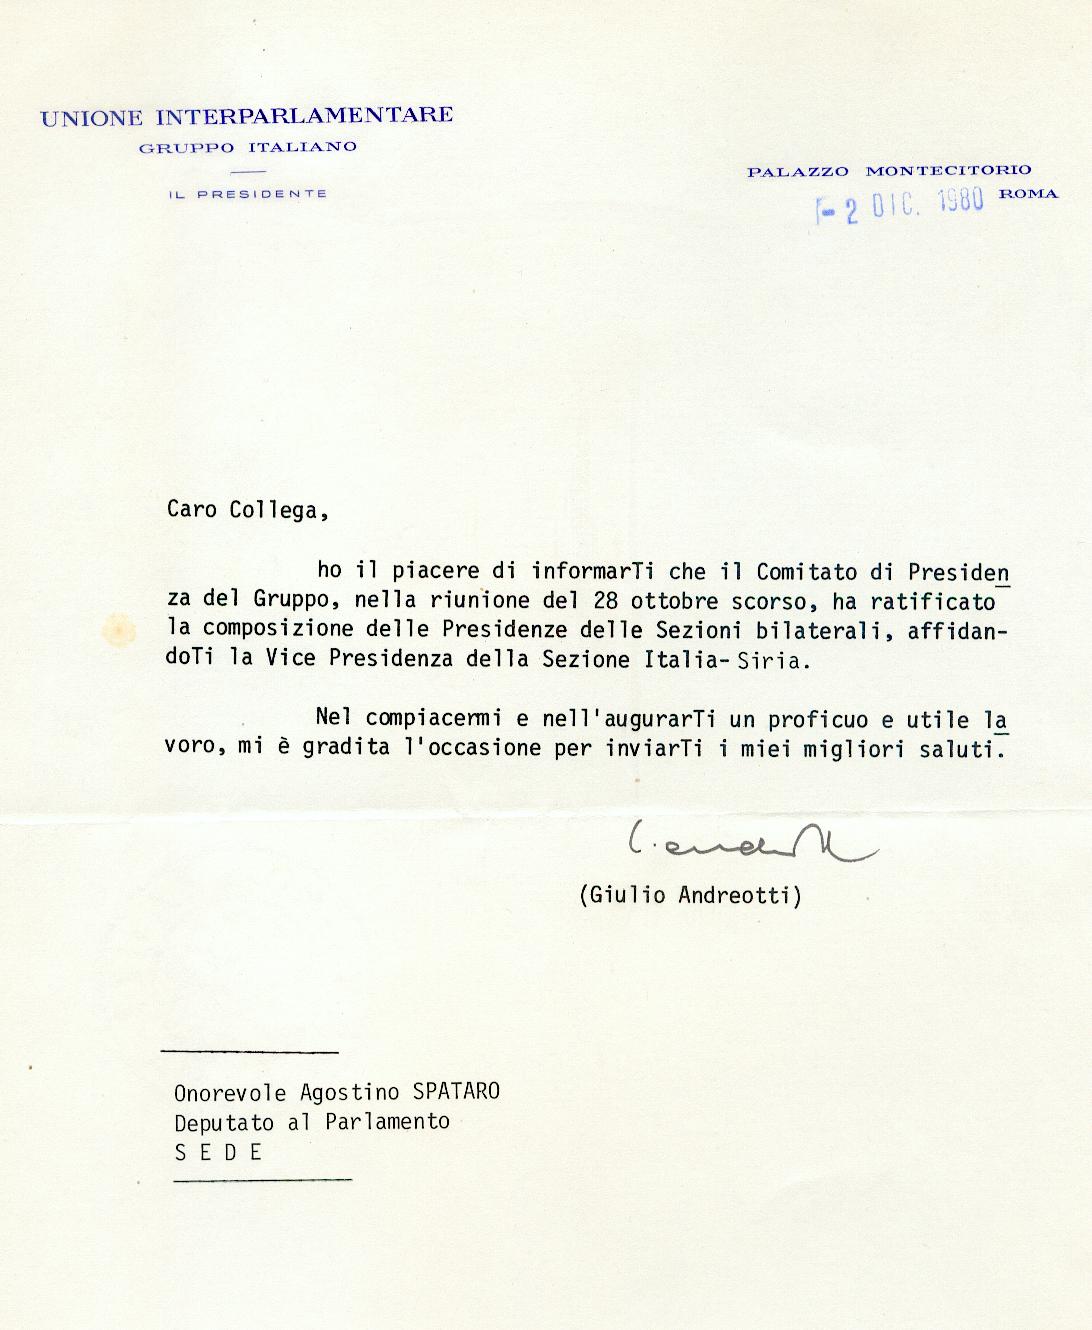 UNIONE INTERPARLAMENTARE
GRUPPO ITALIANO
IL PRESIDENTE
PALAZZO MONTECITORIO
- 2 DIC. 1980 ROMA
Caro Collega,
ho il piacere di informarTi che il Comitato di Presiden
za del Gruppo, nella riunione del 28 ottobre scorso, ha ratificato
la composizione delle Presidenze delle Sezioni bilaterali, affidan-
doTi la Vice Presidenza della Sezione Italia-Siria.
Nel compiacermi e nell'augurarTi un proficuo e utile la
voro, mi è gradita l'occasione per inviarTi i miei migliori saluti.
(Giulio Andreotti)
Onorevole Agostino SPATARO
Deputato al Parlamento
S E D E